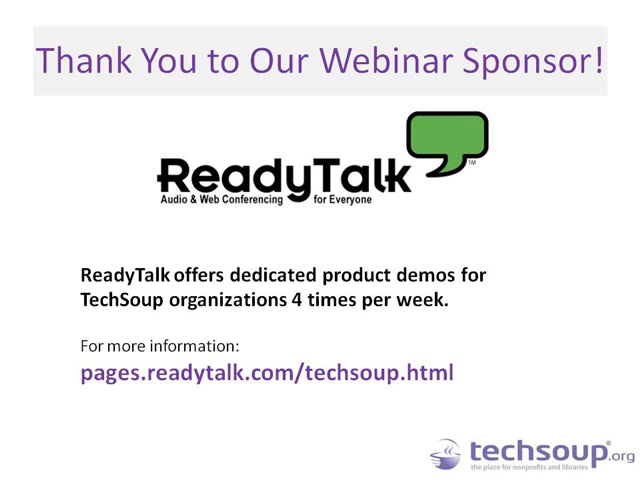 Thank You to Our Webinar Sponsor!
ReadyTalk™
Audio & Web Conferencing for Everyone
ReadyTalk offers dedicated product demos for
TechSoup organizations 4 times per week.
For more information:
pages.readytalk.com/techsoup.html
techsoup®.org
the place for nonprofits and libraries